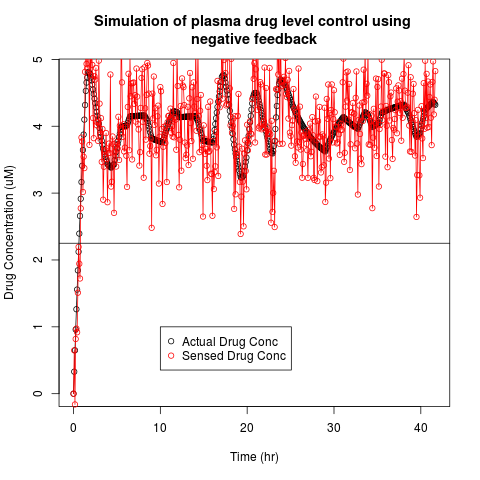 Simulation of plasma drug level control using
negative feedback
Drug Concentration (uM)
5
4
3
2
1
0
Actual Drug Conc
Sensed Drug Conc
0 10 20 30 40
Time (hr)